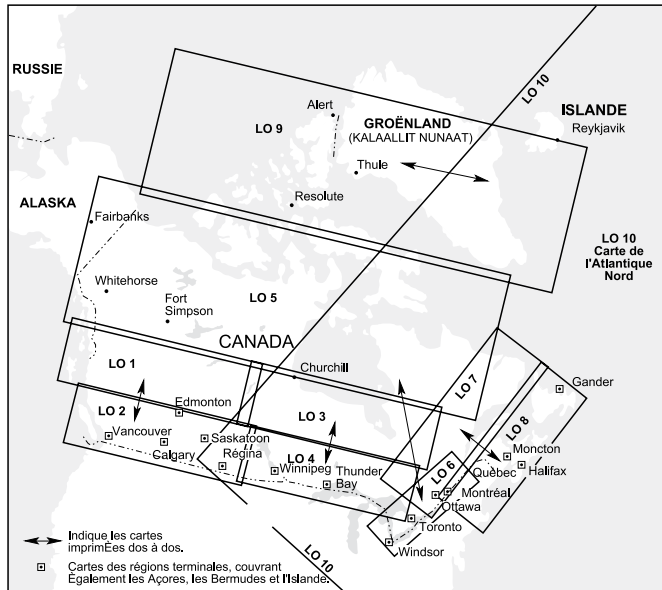 RUSSIE
LO 10
Alert
ISLANDE
LO 9
GROËNLAND
(KALAALLIT NUNAAT)
Reykjavik
Thule
ALASKA
Resolute
Fairbanks
LO 10
Carte de
l'Atlantique
Nord
Whitehorse
LO 5
Fort
Simpson
CANADA
LO 1
Churchill
LO 7
Gander
LO 2
Edmonton
LO 3
LO 8
Vancouver
Saskatoon
Calgary
Régina
LO 4
Winnipeg
Thunder
Bay
LO 6
Moncton
Quèbec
Halifax
Montréal
Ottawa
Toronto
Windsor
LO 10
Indique les cartes
imprimÈes dos à dos.
Cartes des régions terminales, couvrant
Également les Açores, les Bermudes et l'Islande.